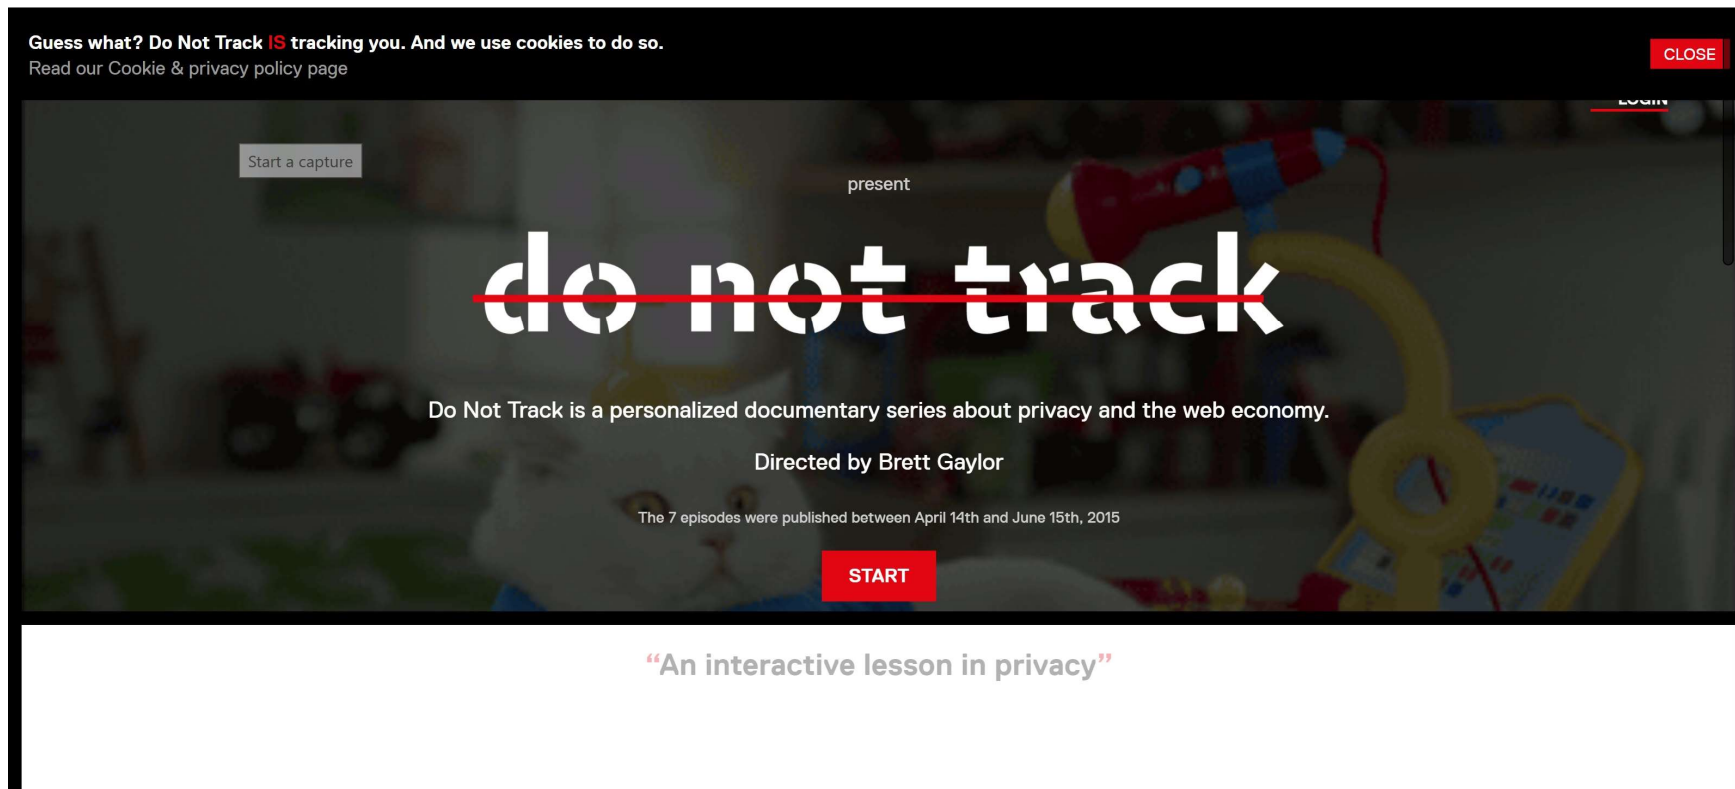 Guess what? Do Not Track IS tracking you. And we use cookies to do so.
Read our Cookie & privacy policy page
CLOSE
LOGIN
Start a capture
present
do not track
Do Not Track is a personalized documentary series about privacy and the web economy.
Directed by Brett Gaylor
The 7 episodes were published between April 14th and June 15th, 2015
START
“An interactive lesson in privacy”